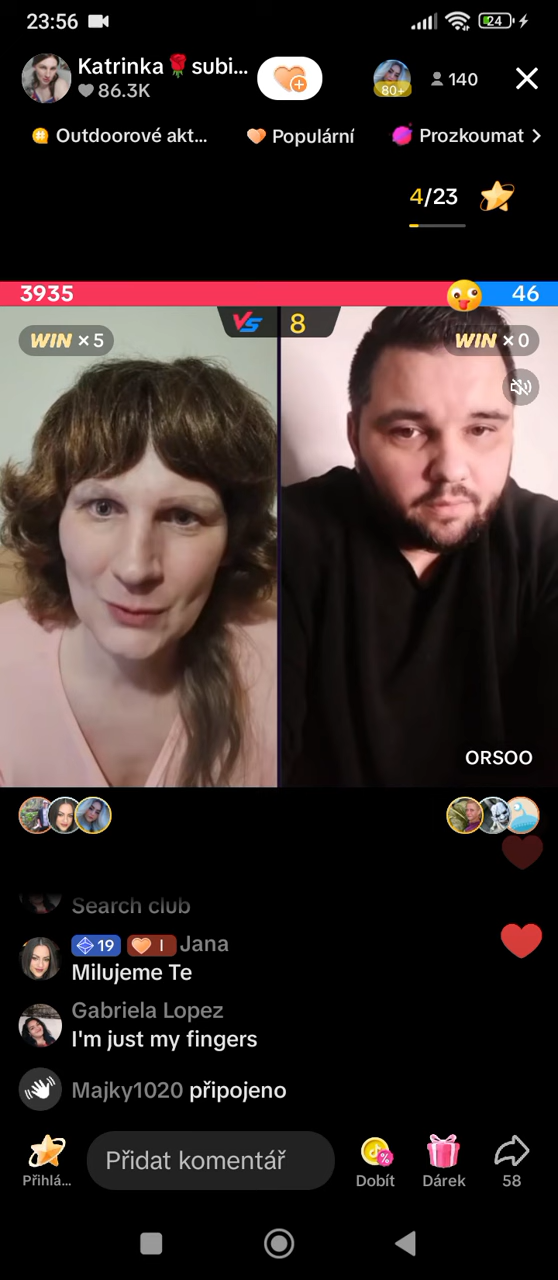 23:56
24
Katrinka🌹subi...
86.3K
80+
140
Outdoorové akt...
Populární
Prozkoumat
4/23
3935
46
WIN × 5
VS
8
WIN × 0
ORSOO
Search club
19
I
Jana
Milujeme Te
Gabriela Lopez
I'm just my fingers
Majky1020 připojeno
Přidat komentář
Přihlá...
Dobít
Dárek
58